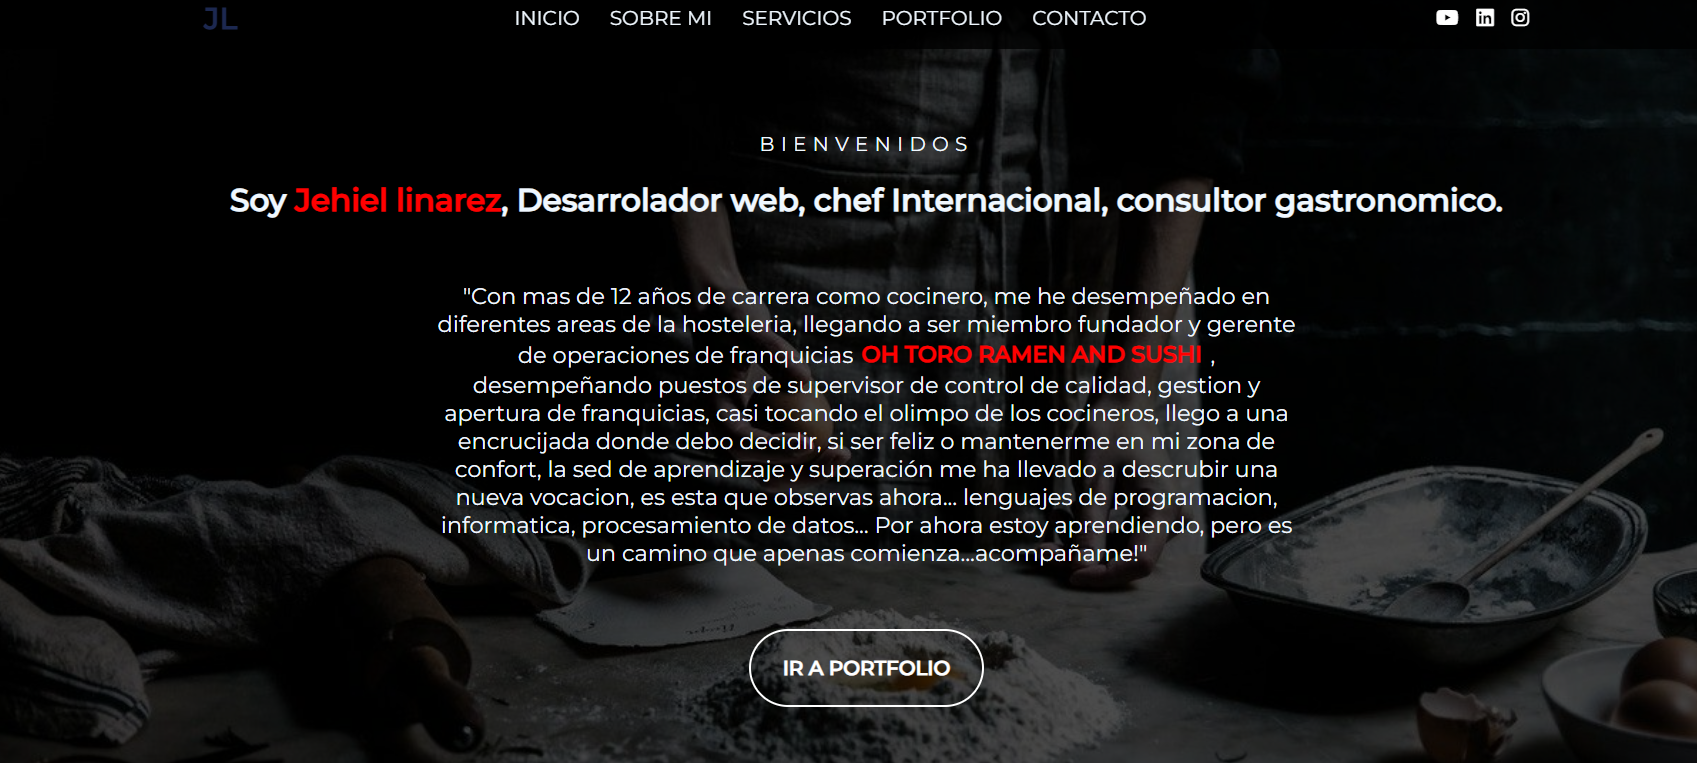 JL
INICIO SOBRE MI SERVICIOS PORTFOLIO CONTACTO
BIENVENIDOS
Soy Jehiel linarez, Desarrolador web, chef Internacional, consultor gastronomico.
"Con mas de 12 años de carrera como cocinero, me he desempeñado en
diferentes areas de la hosteleria, llegando a ser miembro fundador y gerente
de operaciones de franquicias OH TORO RAMEN AND SUSHI ,
desempeñando puestos de supervisor de control de calidad, gestion y
apertura de franquicias, casi tocando el olimpo de los cocineros, llego a una
encrucijada donde debo decidir, si ser feliz o mantenerme en mi zona de
confort, la sed de aprendizaje y superación me ha llevado a descrubir una
nueva vocacion, es esta que observas ahora... lenguajes de programacion,
informatica, procesamiento de datos... Por ahora estoy aprendiendo, pero es
un camino que apenas comienza...acompañame!"
IR A PORTFOLIO